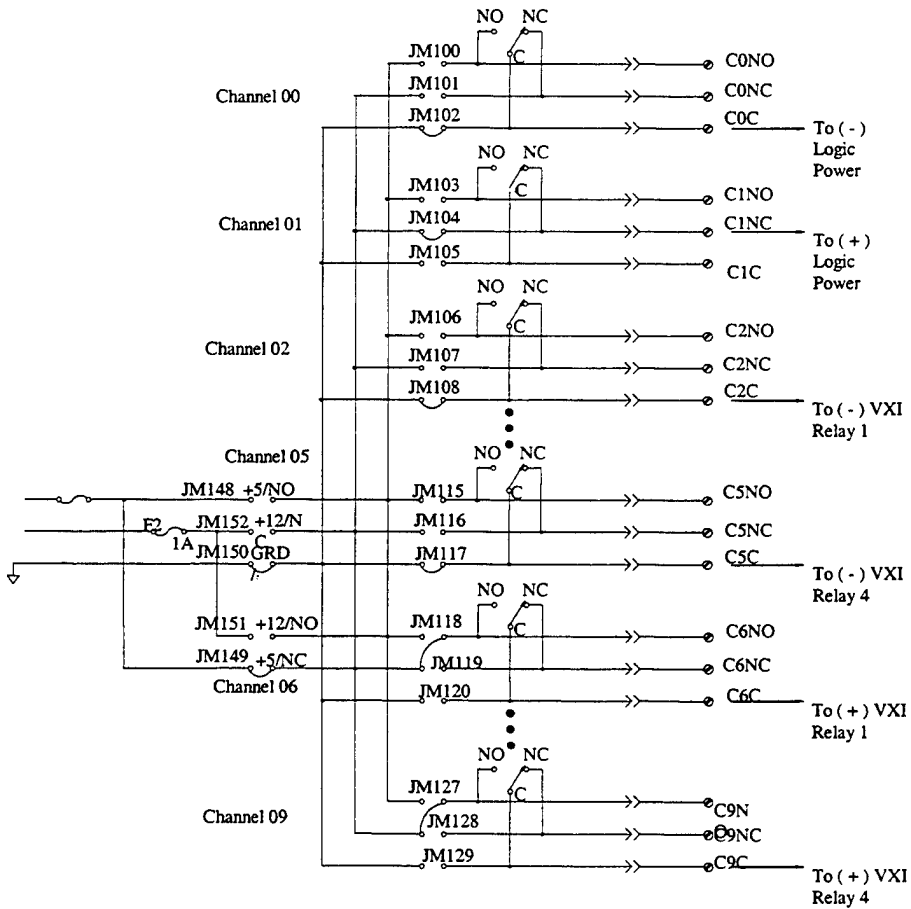 NO NC
JM100
C
C0NO
JM101
C0NC
Channel 00
JM102
C0C
To ( - )
Logic
Power
NO NC
JM103
C
C1NO
JM104
C1NC
Channel 01
To ( + )
Logic
Power
JM105
C1C
NO NC
JM106
C
C2NO
JM107
C2NC
Channel 02
JM108
C2C
To ( - ) VXI
Relay 1
Channel 05
NO NC
JM148 +5/NO
JM115
C
C5NO
F2
1A
JM152 +12/N
C
JM116
C5NC
JM150 GRD
JM117
C5C
To ( - ) VXI
Relay 4
NO NC
JM151 +12/NO
JM118
C
C6NO
JM149 +5/NC
JM119
C6NC
Channel 06
JM120
C6C
To ( + ) VXI
Relay 1
NO NC
JM127
C
C9N
O
Channel 09
JM128
C9NC
JM129
C9C
To ( + ) VXI
Relay 4